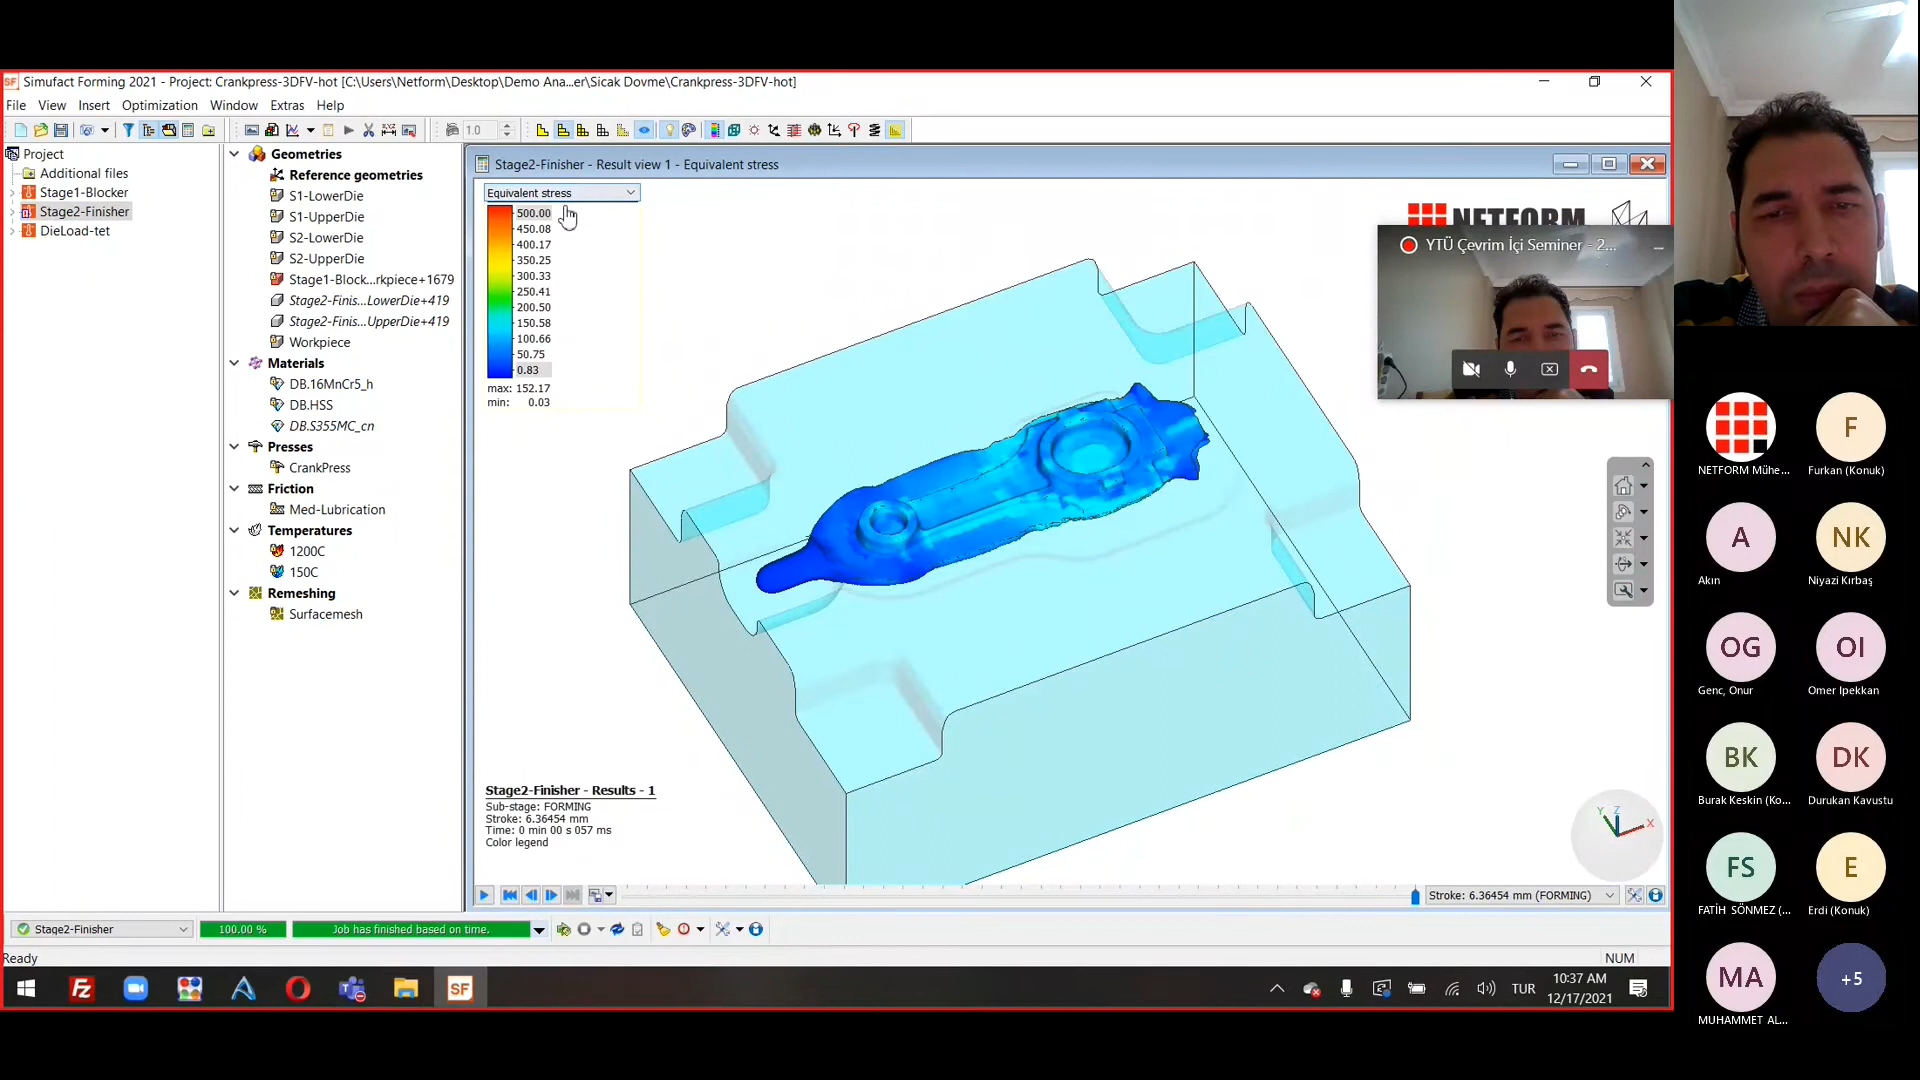 Simufact Forming 2021 - Project: Crankpress-3DFV-hot [C:\Users\Netform\Desktop\Demo Ana...er\Sicak Dovme\Crankpress-3DFV-hot]
File View Insert Optimization Window Extras Help
1.0
Project
Additional files
Stage1-Blocker
Stage2-Finisher
DieLoad-tet
Geometries
Reference geometries
S1-LowerDie
S1-UpperDie
S2-LowerDie
S2-UpperDie
Stage1-Block...rkpiece+1679
Stage2-Finis...LowerDie+419
Stage2-Finis...UpperDie+419
Workpiece
Materials
DB.16MnCr5_h
DB.HSS
DB.S355MC_cn
Presses
CrankPress
Friction
Med-Lubrication
Temperatures
1200C
150C
Remeshing
Surfacemesh
Stage2-Finisher - Result view 1 - Equivalent stress
Equivalent stress
500.00
450.08
400.17
350.25
300.33
250.41
200.50
150.58
100.66
50.75
0.83
max: 152.17
min: 0.03
NETFORM
YTÜ Çevrim İçi Seminer - 2...
Stage2-Finisher - Results - 1
Sub-stage: FORMING
Stroke: 6.36454 mm
Time: 0 min 00 s 057 ms
Color legend
Y Z X
Stroke: 6.36454 mm (FORMING)
Stage2-Finisher
100.00 %
Job has finished based on time.
Ready
NUM
TUR
10:37 AM
12/17/2021
NETFORM Mühe...
F
Furkan (Konuk)
A
Akın
NK
Niyazi Kırbaş
OG
Genc, Onur
OI
Omer Ipekkan
BK
Burak Keskin (Ko...
DK
Durukan Kavustu
FS
FATİH SÖNMEZ (...
E
Erdi (Konuk)
MA
MUHAMMET AL...
+5